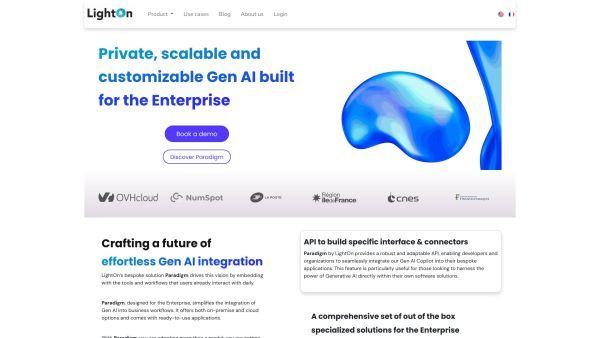 LightOn Product Use cases Blog About us Login
Private, scalable and
customizable Gen AI built
for the Enterprise
Book a demo
Discover Paradigm
OVHcloud NumSpot LA POSTE Région îledeFrance cnes
Crafting a future of
effortless Gen AI integration
LightOn's bespoke solution Paradigm drives this vision by embedding
with the tools and workflows that users already interact with daily.
Paradigm, designed for the Enterprise, simplifies the integration of
Gen AI into business workflows. It offers both on-premise and cloud
options and comes with ready-to-use applications.
API to build specific interface & connectors
Paradigm by LightOn provides a robust and adaptable API, enabling developers and
organizations to seamlessly integrate our Gen AI Copilot into their bespoke
applications. This feature is particularly useful for those looking to harness the
power of Generative AI directly within their own software solutions.
A comprehensive set of out of the box
specialized solutions for the Enterprise